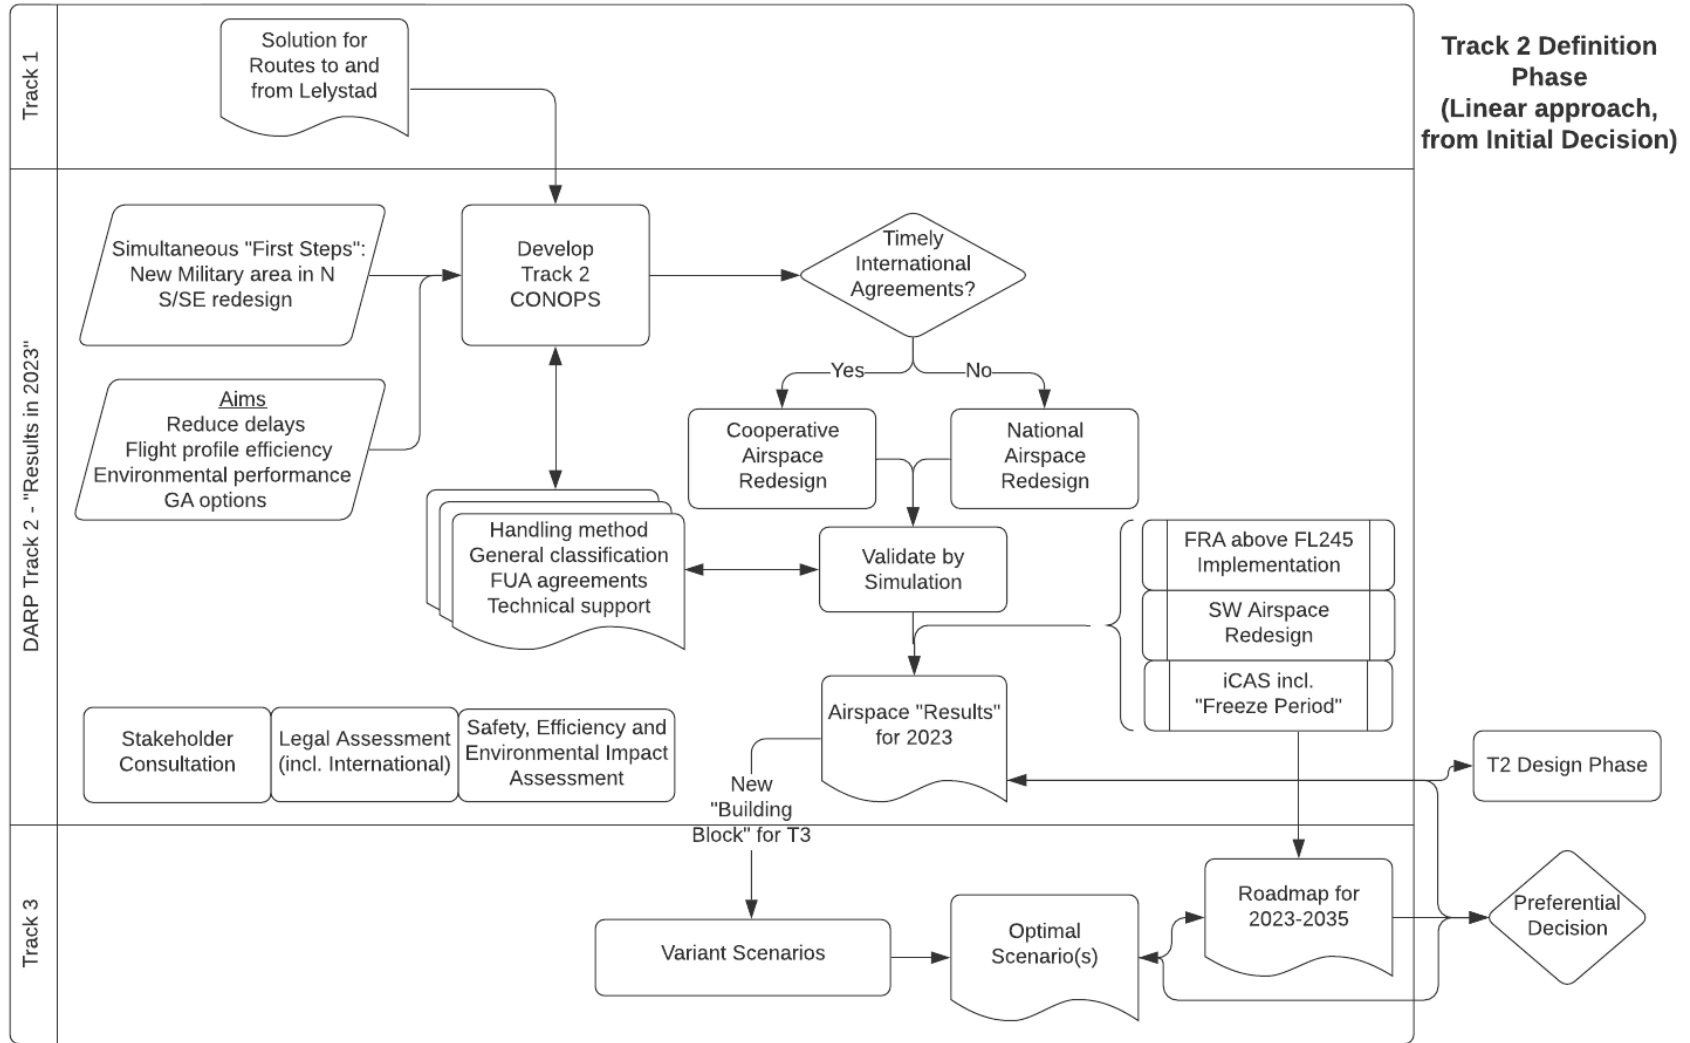 Track 2 Definition
Phase
(Linear approach,
from Initial Decision)
Track 1
Solution for
Routes to and
from Lelystad
DARP Track 2 - "Results in 2023"
Simultaneous "First Steps":
New Military area in N
S/SE redesign
Develop
Track 2
CONOPS
Timely
International
Agreements?
Yes
No
Aims
Reduce delays
Flight profile efficiency
Environmental performance
GA options
Cooperative
Airspace
Redesign
National
Airspace
Redesign
Handling method
General classification
FUA agreements
Technical support
Validate by
Simulation
FRA above FL245
Implementation
SW Airspace
Redesign
iCAS incl.
"Freeze Period"
Stakeholder
Consultation
Legal Assessment
(incl. International)
Safety, Efficiency and
Environmental Impact
Assessment
Airspace "Results"
for 2023
T2 Design Phase
New
"Building
Block" for T3
Track 3
Variant Scenarios
Optimal
Scenario(s)
Roadmap for
2023-2035
Preferential
Decision